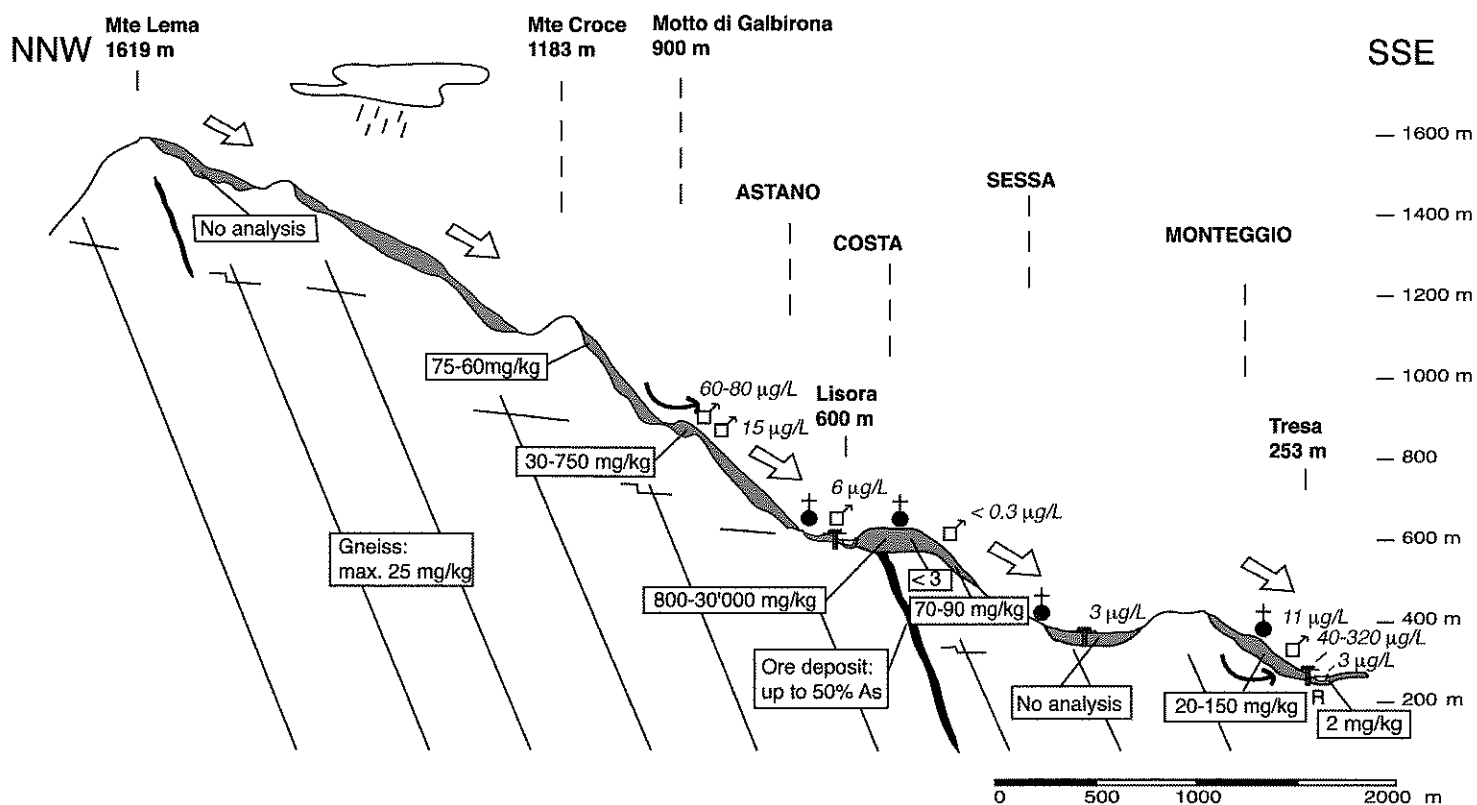 NNW
Mte Lema
1619 m
Mte Croce
1183 m
Motto di Galbirona
900 m
SSE
1600 m
ASTANO
SESSA
1400 m
No analysis
COSTA
MONTEGGIO
1200 m
75-60mg/kg
1000 m
60-80 µg/L
Lisora
600 m
15 µg/L
Tresa
253 m
30-750 mg/kg
800
6 µg/L
< 0.3 µg/L
Gneiss:
max. 25 mg/kg
600 m
800-30'000 mg/kg
< 3
70-90 mg/kg
3 µg/L
11 µg/L
400 m
40-320 µg/L
3 µg/L
Ore deposit:
up to 50% As
No analysis
20-150 mg/kg
R
2 mg/kg
200 m
0 500 1000 2000 m